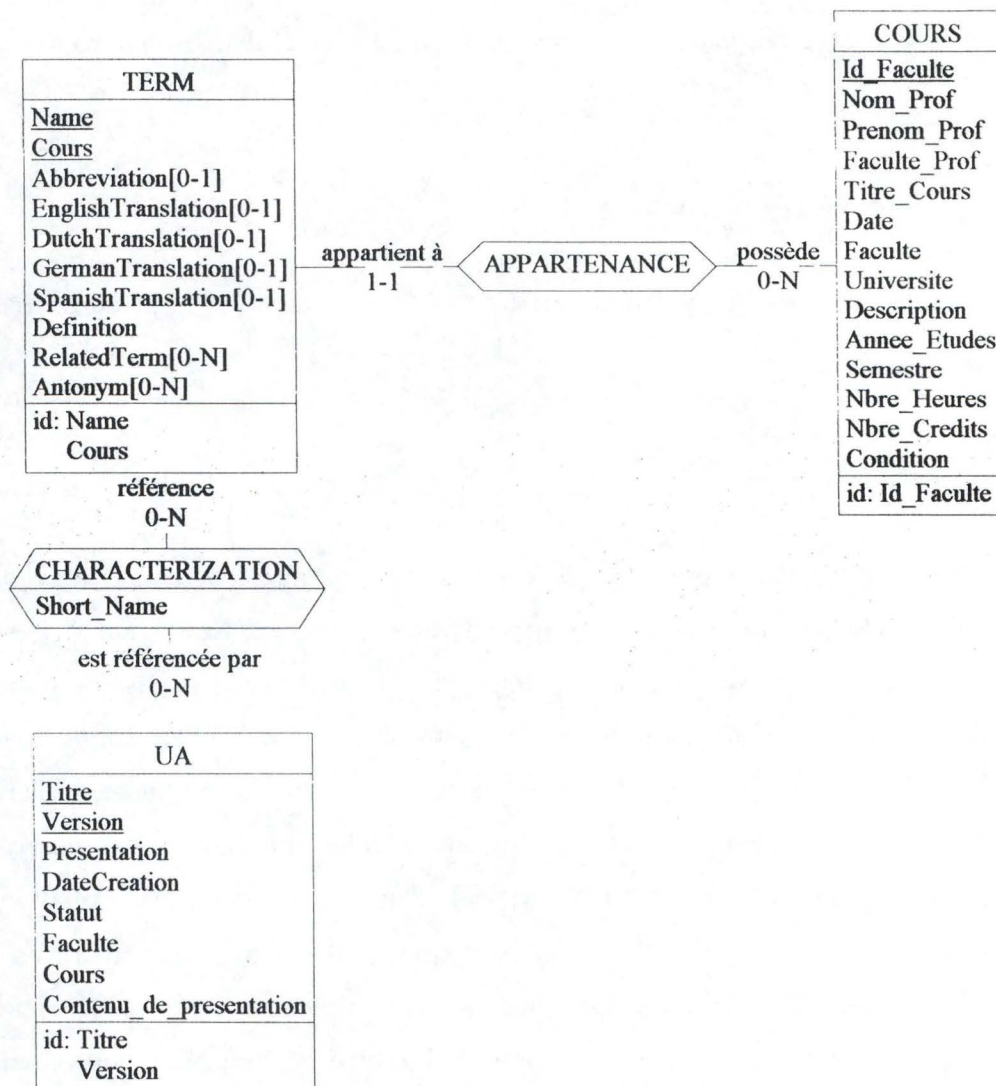 TERM
Name
Cours
Abbreviation[0-1]
EnglishTranslation[0-1]
DutchTranslation[0-1]
GermanTranslation[0-1]
SpanishTranslation[0-1]
Definition
RelatedTerm[0-N]
Antonym[0-N]
id: Name
Cours
appartient à
1-1
APPARTENANCE
possède
0-N
COURS
Id_Faculte
Nom_Prof
Prenom_Prof
Faculte_Prof
Titre_Cours
Date
Faculte
Universite
Description
Annee_Etudes
Semestre
Nbre_Heures
Nbre_Credits
Condition
id: Id_Faculte
référence
0-N
CHARACTERIZATION
Short_Name
est référencée par
0-N
UA
Titre
Version
Presentation
DateCreation
Statut
Faculte
Cours
Contenu_de_presentation
id: Titre
Version